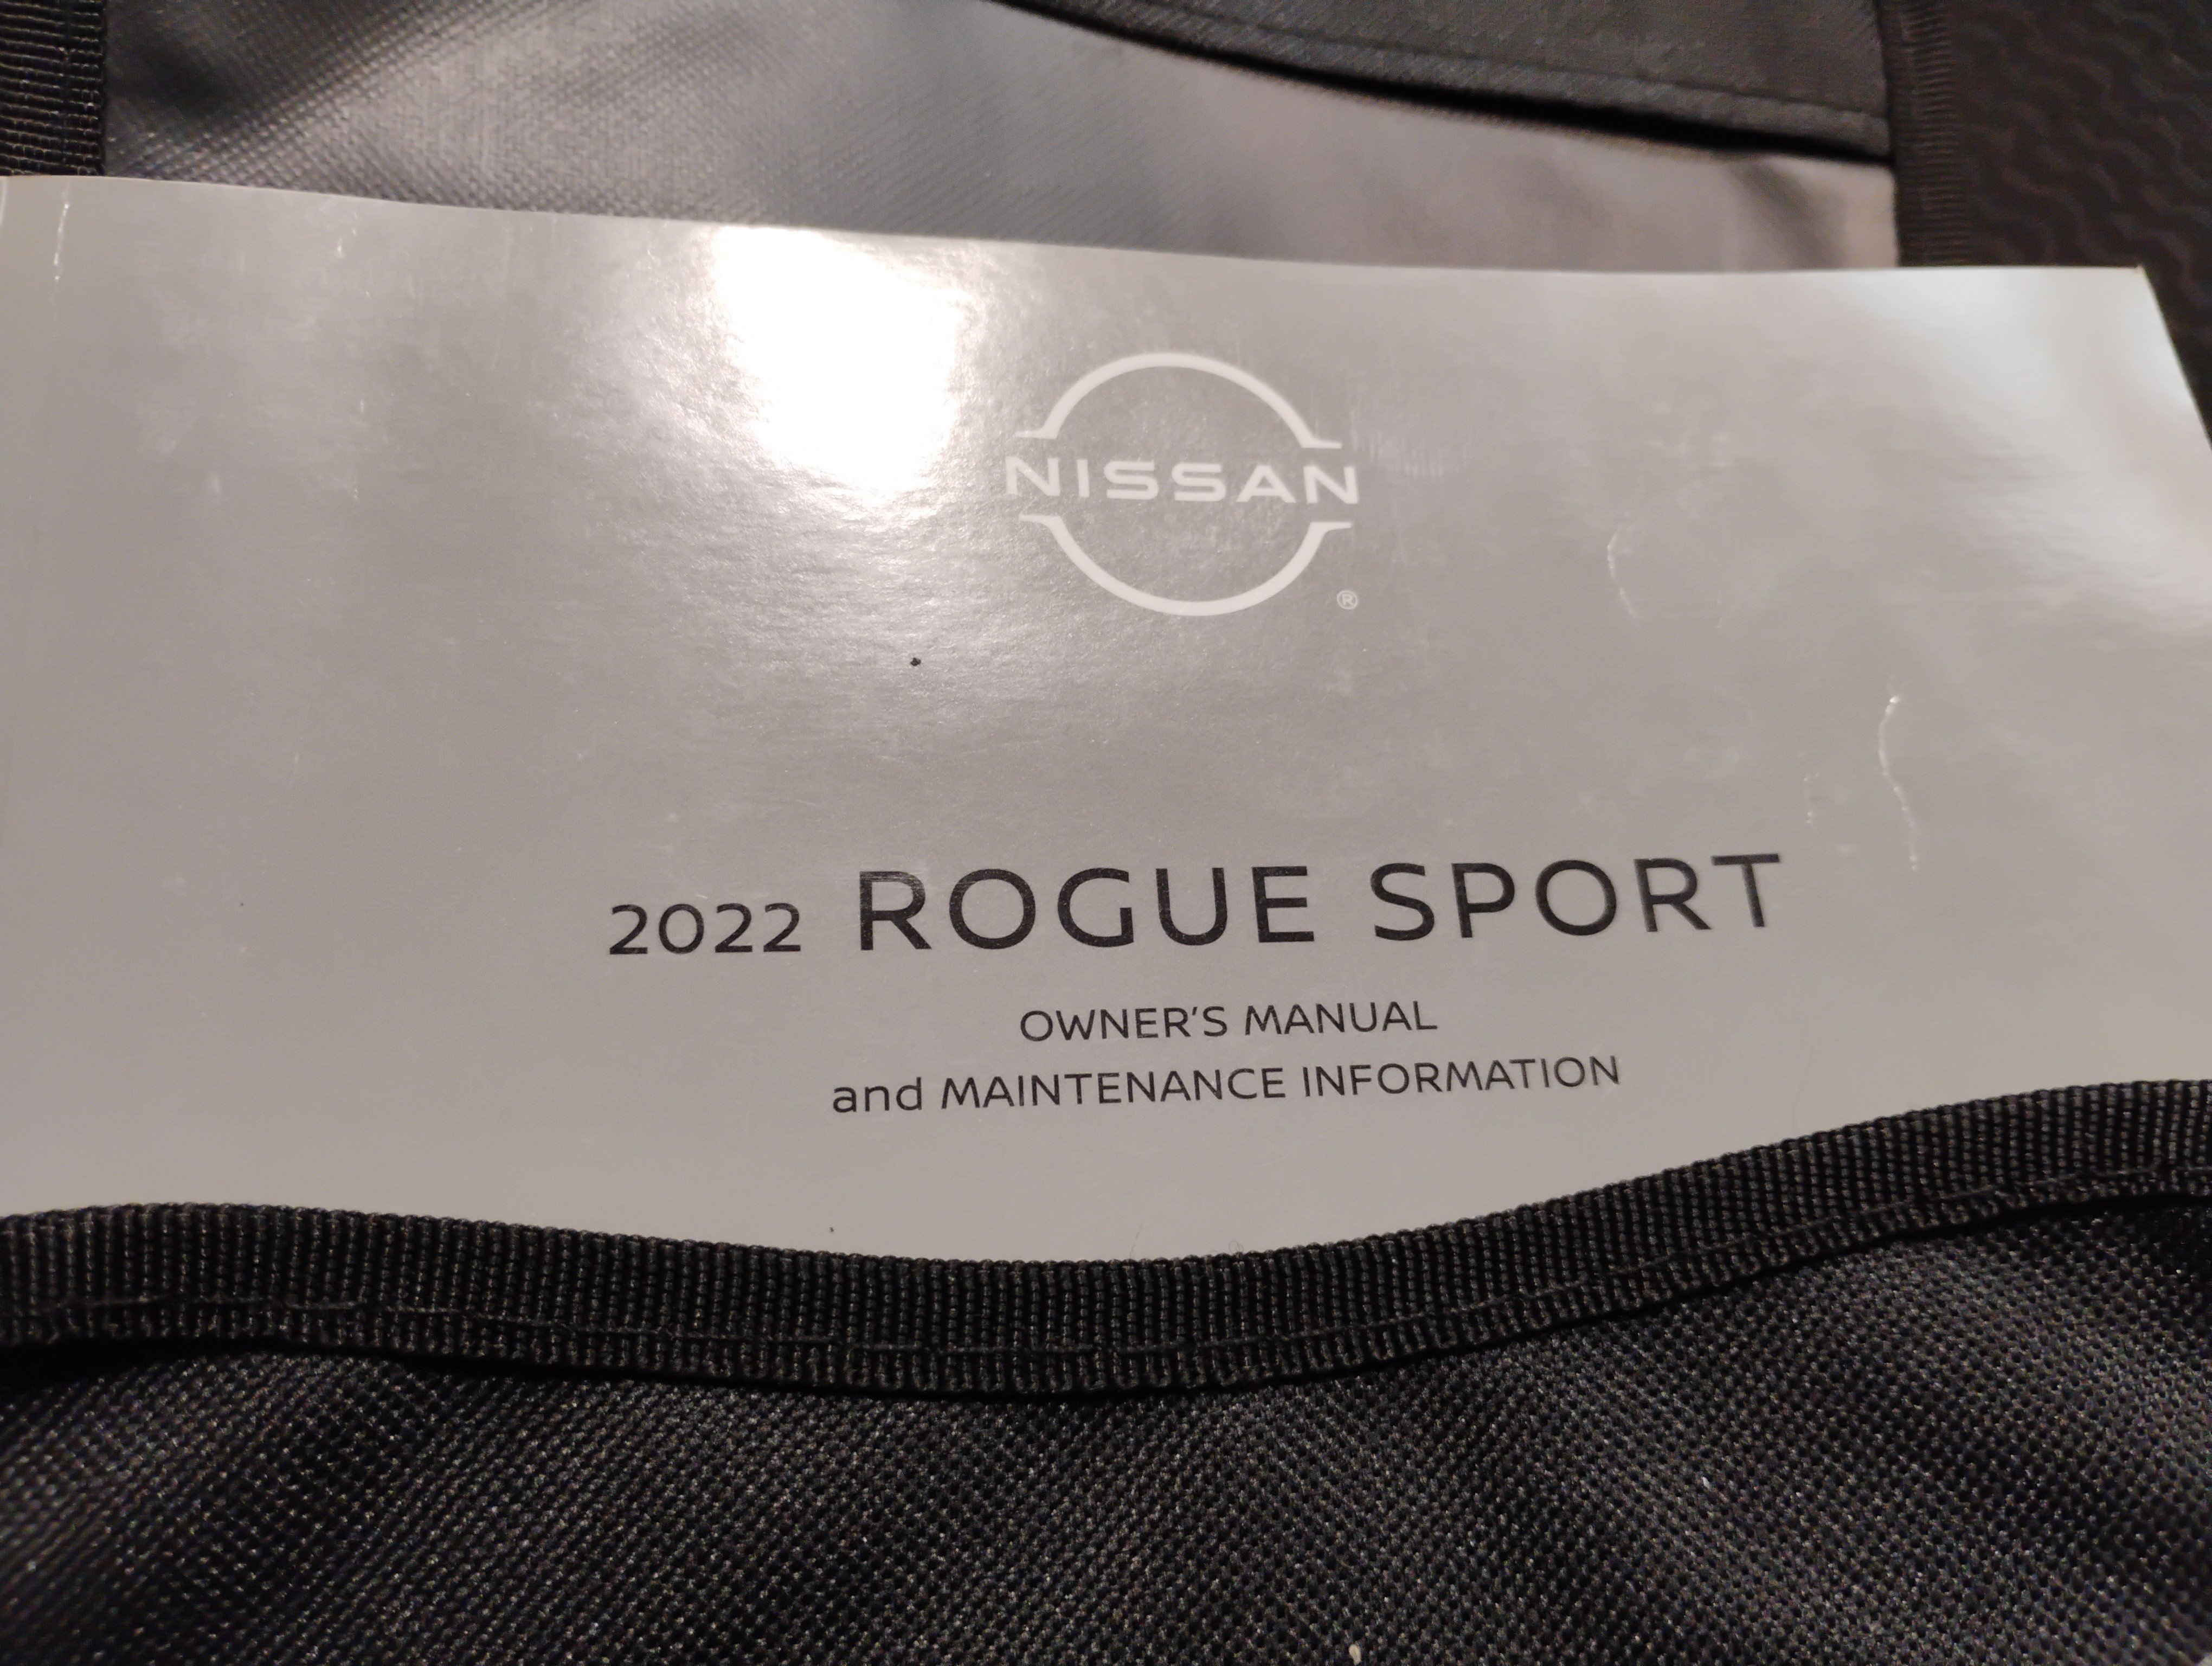 NISSAN
®
2022 ROGUE SPORT
OWNER'S MANUAL
and MAINTENANCE INFORMATION